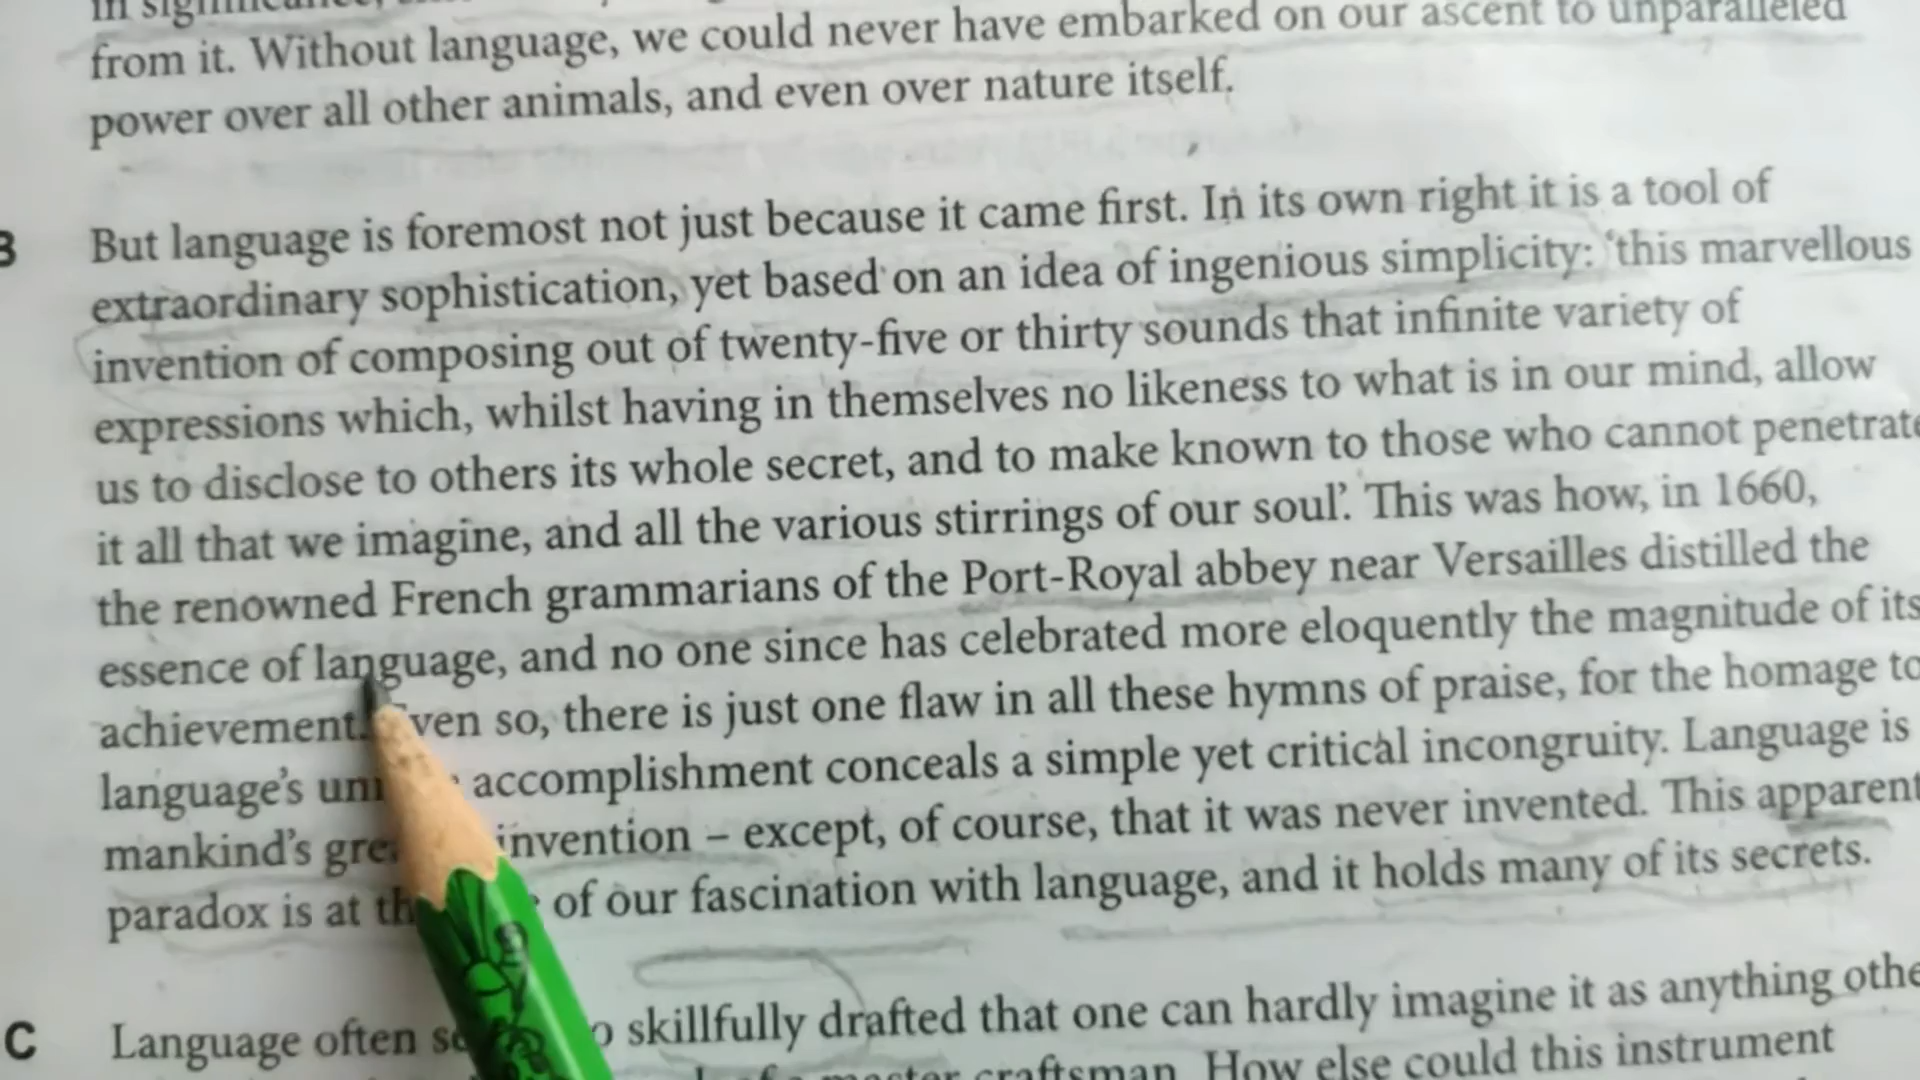 in significance,
from it. Without language, we could never have embarked on our ascent to unparalleled
power over all other animals, and even over nature itself.
B But language is foremost not just because it came first. In its own right it is a tool of
extraordinary sophistication, yet based on an idea of ingenious simplicity: 'this marvellous
invention of composing out of twenty-five or thirty sounds that infinite variety of
expressions which, whilst having in themselves no likeness to what is in our mind, allow
us to disclose to others its whole secret, and to make known to those who cannot penetrate
it all that we imagine, and all the various stirrings of our soul'. This was how, in 1660,
the renowned French grammarians of the Port-Royal abbey near Versailles distilled the
essence of language, and no one since has celebrated more eloquently the magnitude of its
achievement. Even so, there is just one flaw in all these hymns of praise, for the homage to
language's accomplishment conceals a simple yet critical incongruity. Language is
mankind's invention – except, of course, that it was never invented. This apparent
paradox is at of our fascination with language, and it holds many of its secrets.
C Language often skillfully drafted that one can hardly imagine it as anything othe
master craftsman. How else could this instrument